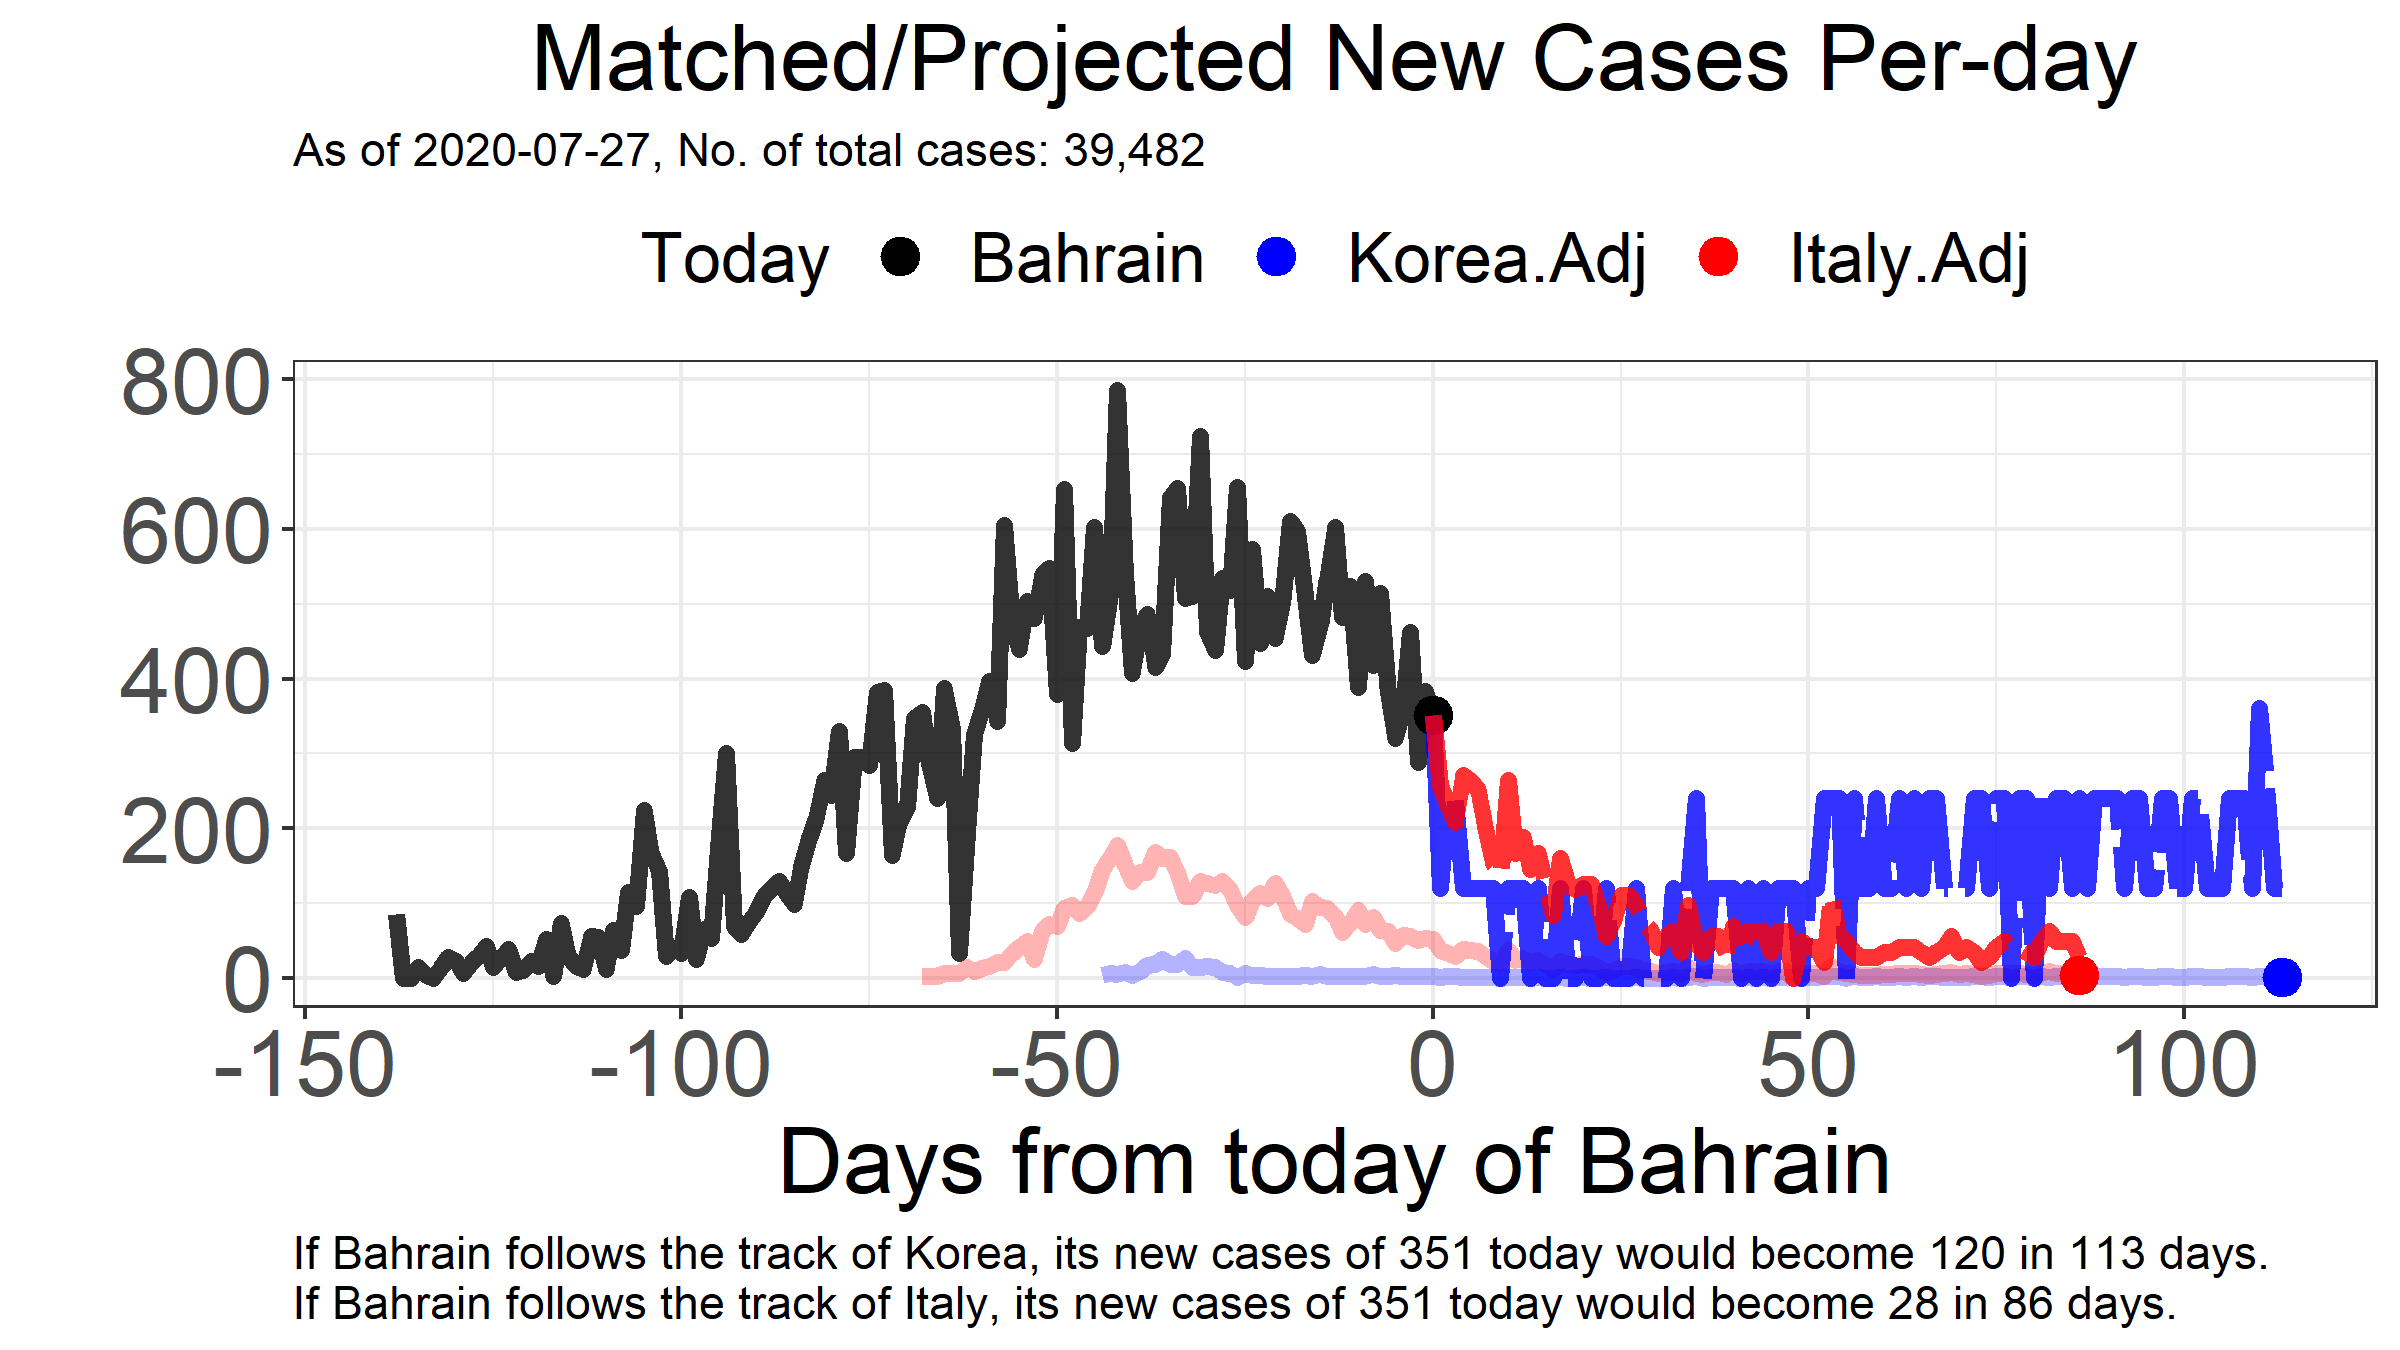 Matched/Projected New Cases Per-day
As of 2020-07-27, No. of total cases: 39,482
Today Bahrain Korea.Adj Italy.Adj
800
600
400
200
0
-150 -100 -50 0 50 100
Days from today of Bahrain
If Bahrain follows the track of Korea, its new cases of 351 today would become 120 in 113 days.
If Bahrain follows the track of Italy, its new cases of 351 today would become 28 in 86 days.